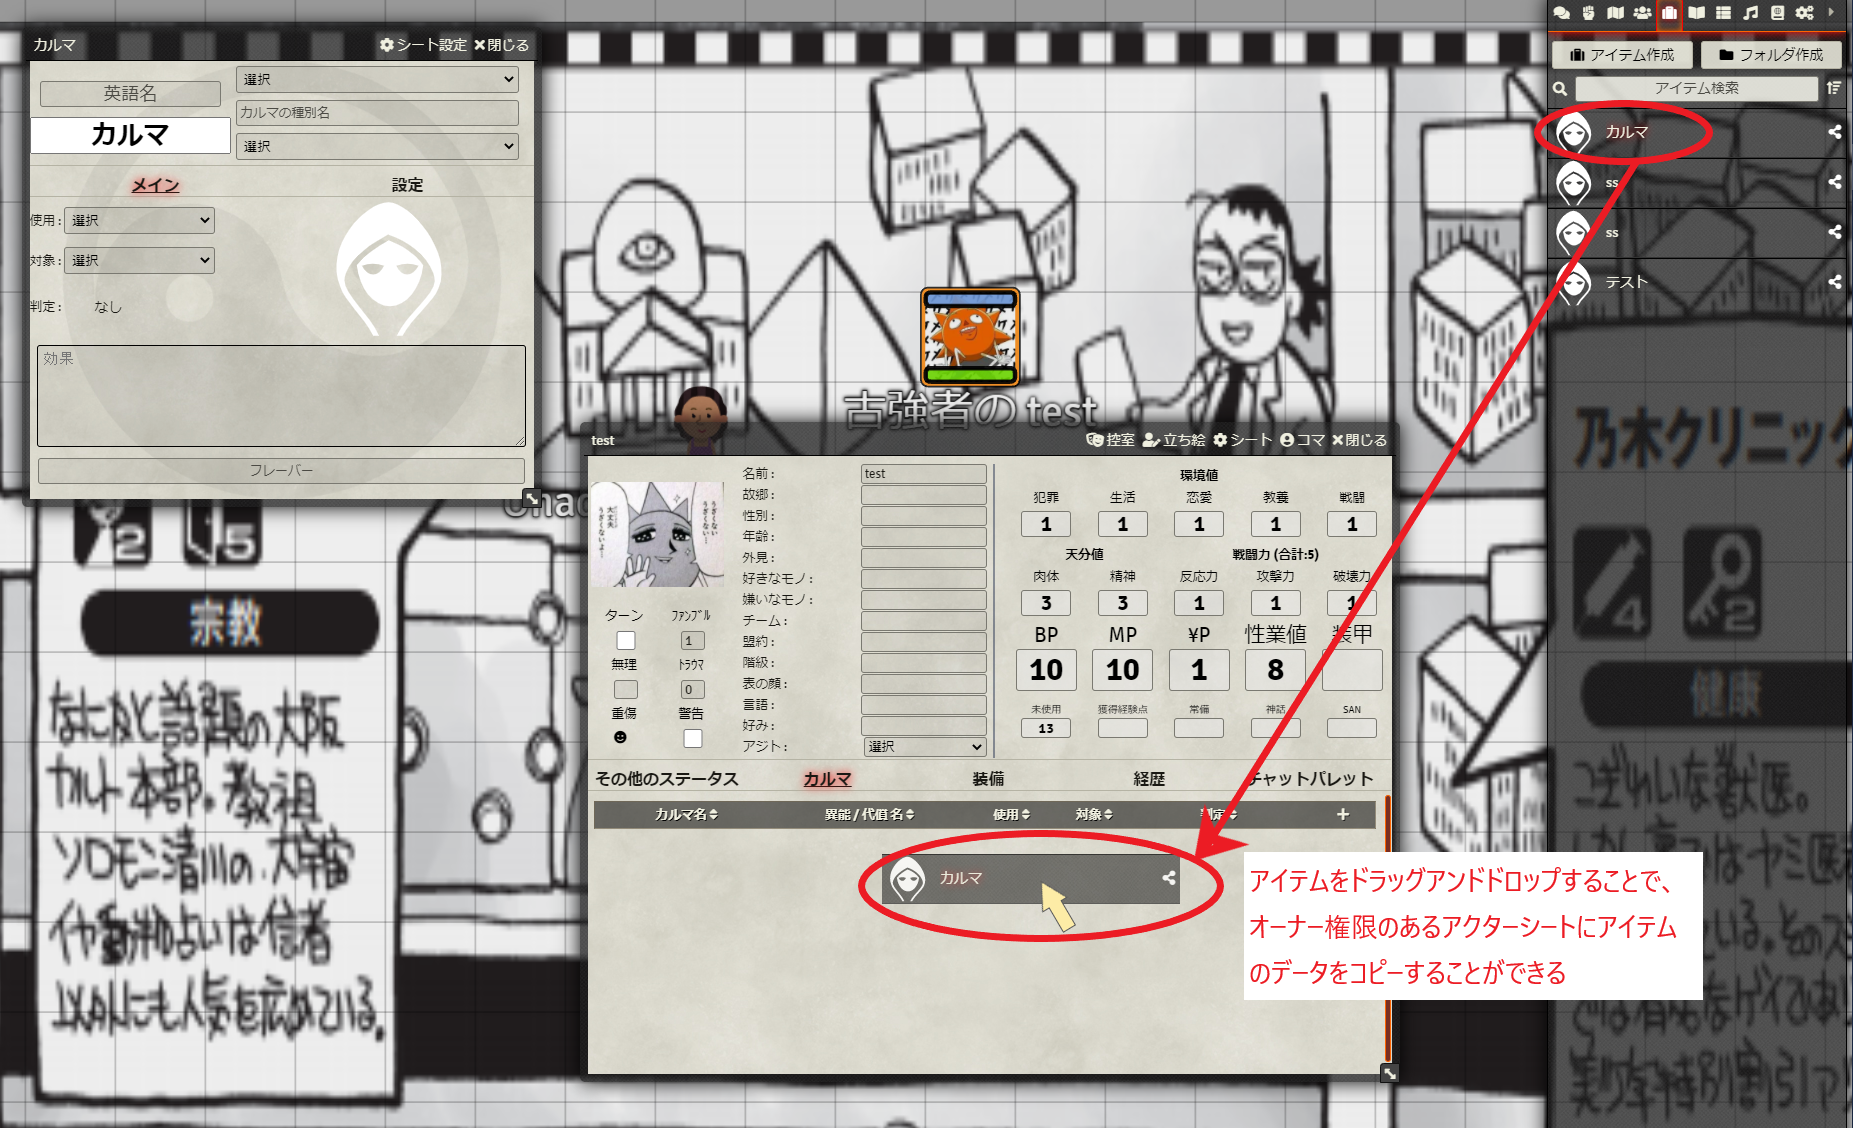 カルマ
シート設定 閉じる
英語名
カルマ
選択
カルマの種別名
選択
メイン 設定
使用: 選択
対象: 選択
判定: なし
効果
フレーバー
アイテム作成 フォルダ作成
アイテム検索
カルマ
ss
ss
テスト
古強者の test
test
控室 立ち絵 シート コマ 閉じる
名前: test
故郷:
性別:
年齢:
外見:
好きなモノ:
嫌いなモノ:
チーム:
盟約:
階級:
表の顔:
言語:
好み:
アジト: 選択
ターン ファンブル
1
無理 トラウマ
0
重傷 警告
環境値
犯罪 生活 恋愛 教養 戦闘
1 1 1 1 1
天分値 戦闘力 (合計:5)
肉体 精神 反応力 攻撃力 破壊力
3 3 1 1 1
BP MP ¥P 性業値 装甲
10 10 1 8
未使用 獲得経験点 常備 神話 SAN
13
その他のステータス カルマ 装備 経歴 チャットパレット
カルマ名 異能 / 代償名 使用 対象 判定
カルマ
アイテムをドラッグアンドドロップすることで、
オーナー権限のあるアクターシートにアイテム
のデータをコピーすることができる
2 5
宗教
なにかと話題の大阪
カルト本部。教祖
ソロモン清川の、大宇宙
イヤ動画よいは信者
以外にも人気を広めている。
乃木クリニック
4 2
健康